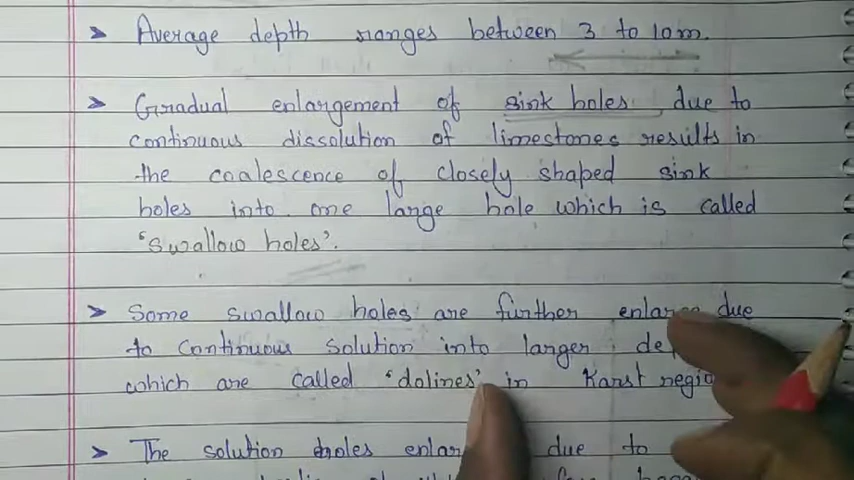 ➤ Average depth ranges between 3 to 10m.
➤ Gradual enlargement of sink holes due to
continuous dissolution of limestones results in
the coalescence of closely shaped sink
holes into one large hole which is called
'swallow holes'.
➤ Some swallow holes are further due
to continuous solution into larger
which are called 'dolines' in Karst
➤ The solution holes due to